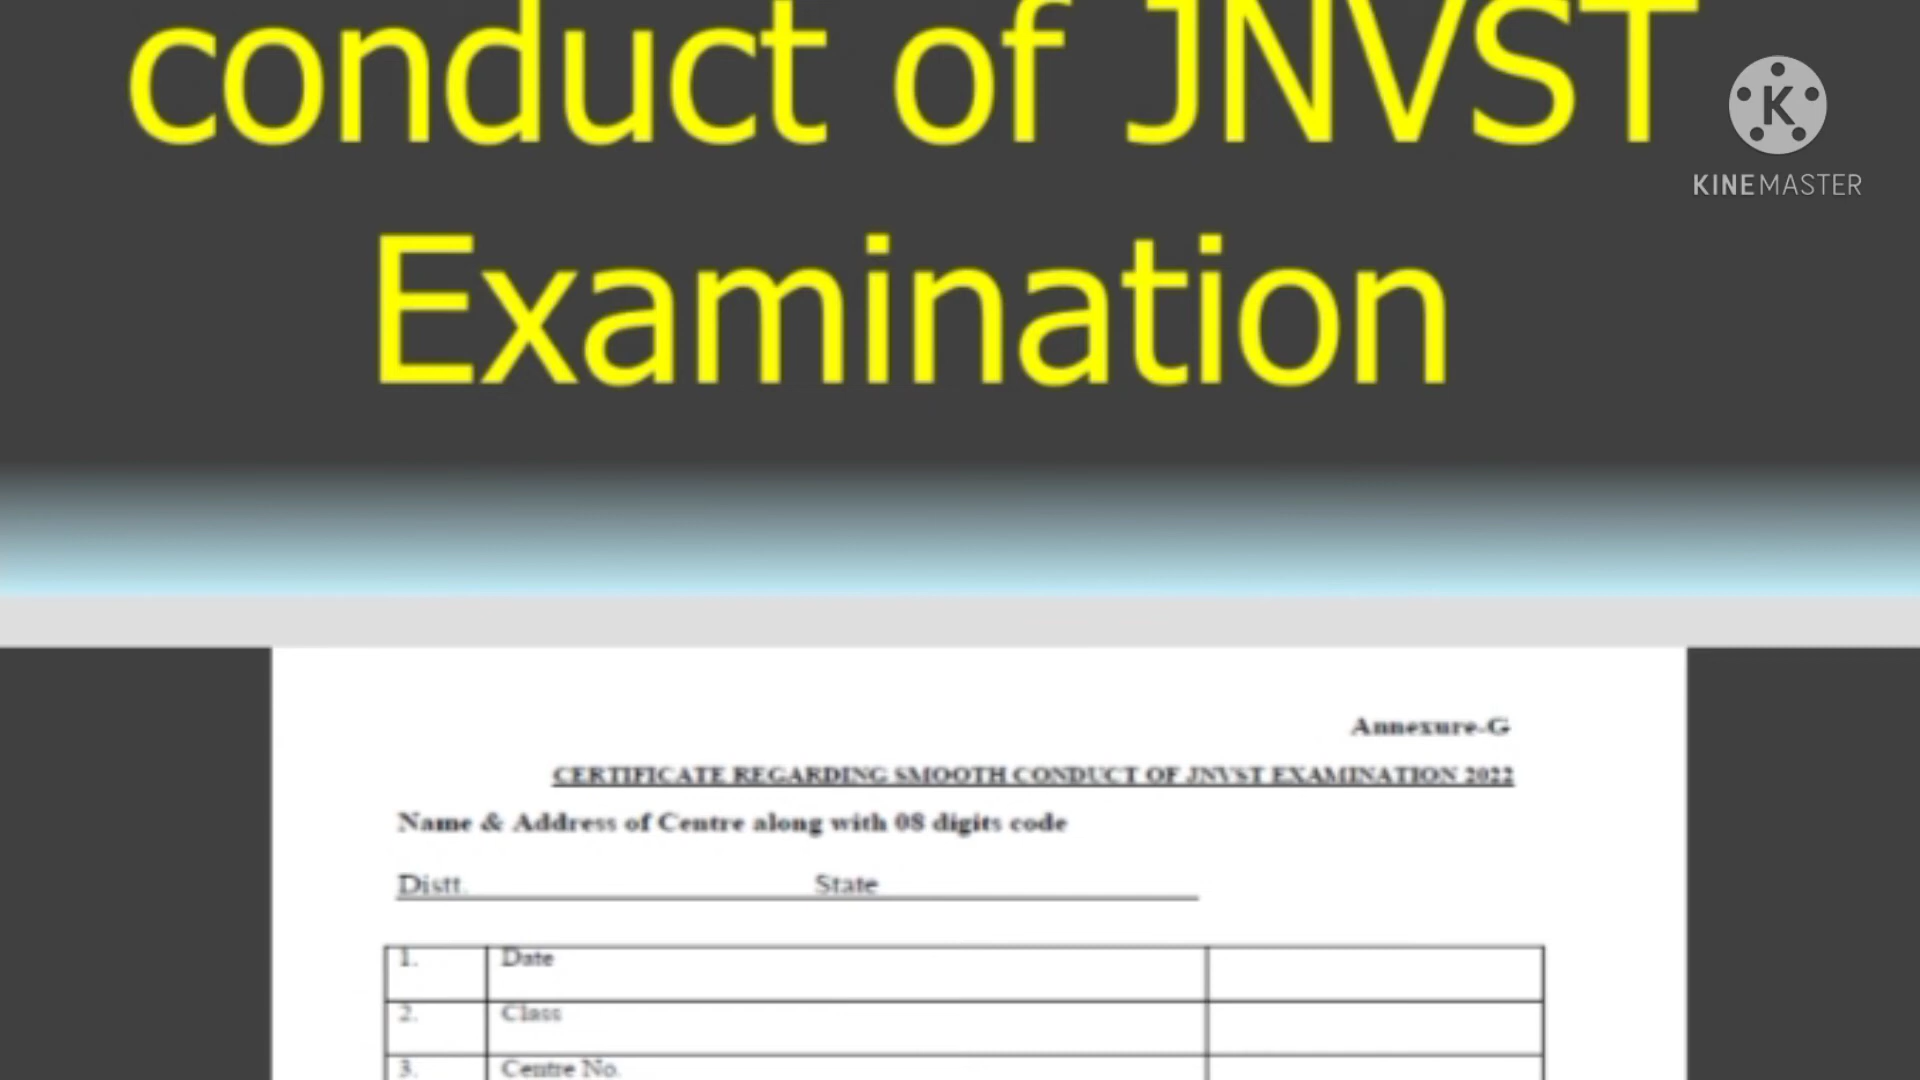 conduct of JNVST
Examination
K
KINEMASTER
Annexure-G
CERTIFICATE REGARDING SMOOTH CONDUCT OF JNVST EXAMINATION 2022
Name & Address of Centre along with 08 digits code
Distt. State
1. Date
2. Class
3. Centre No.